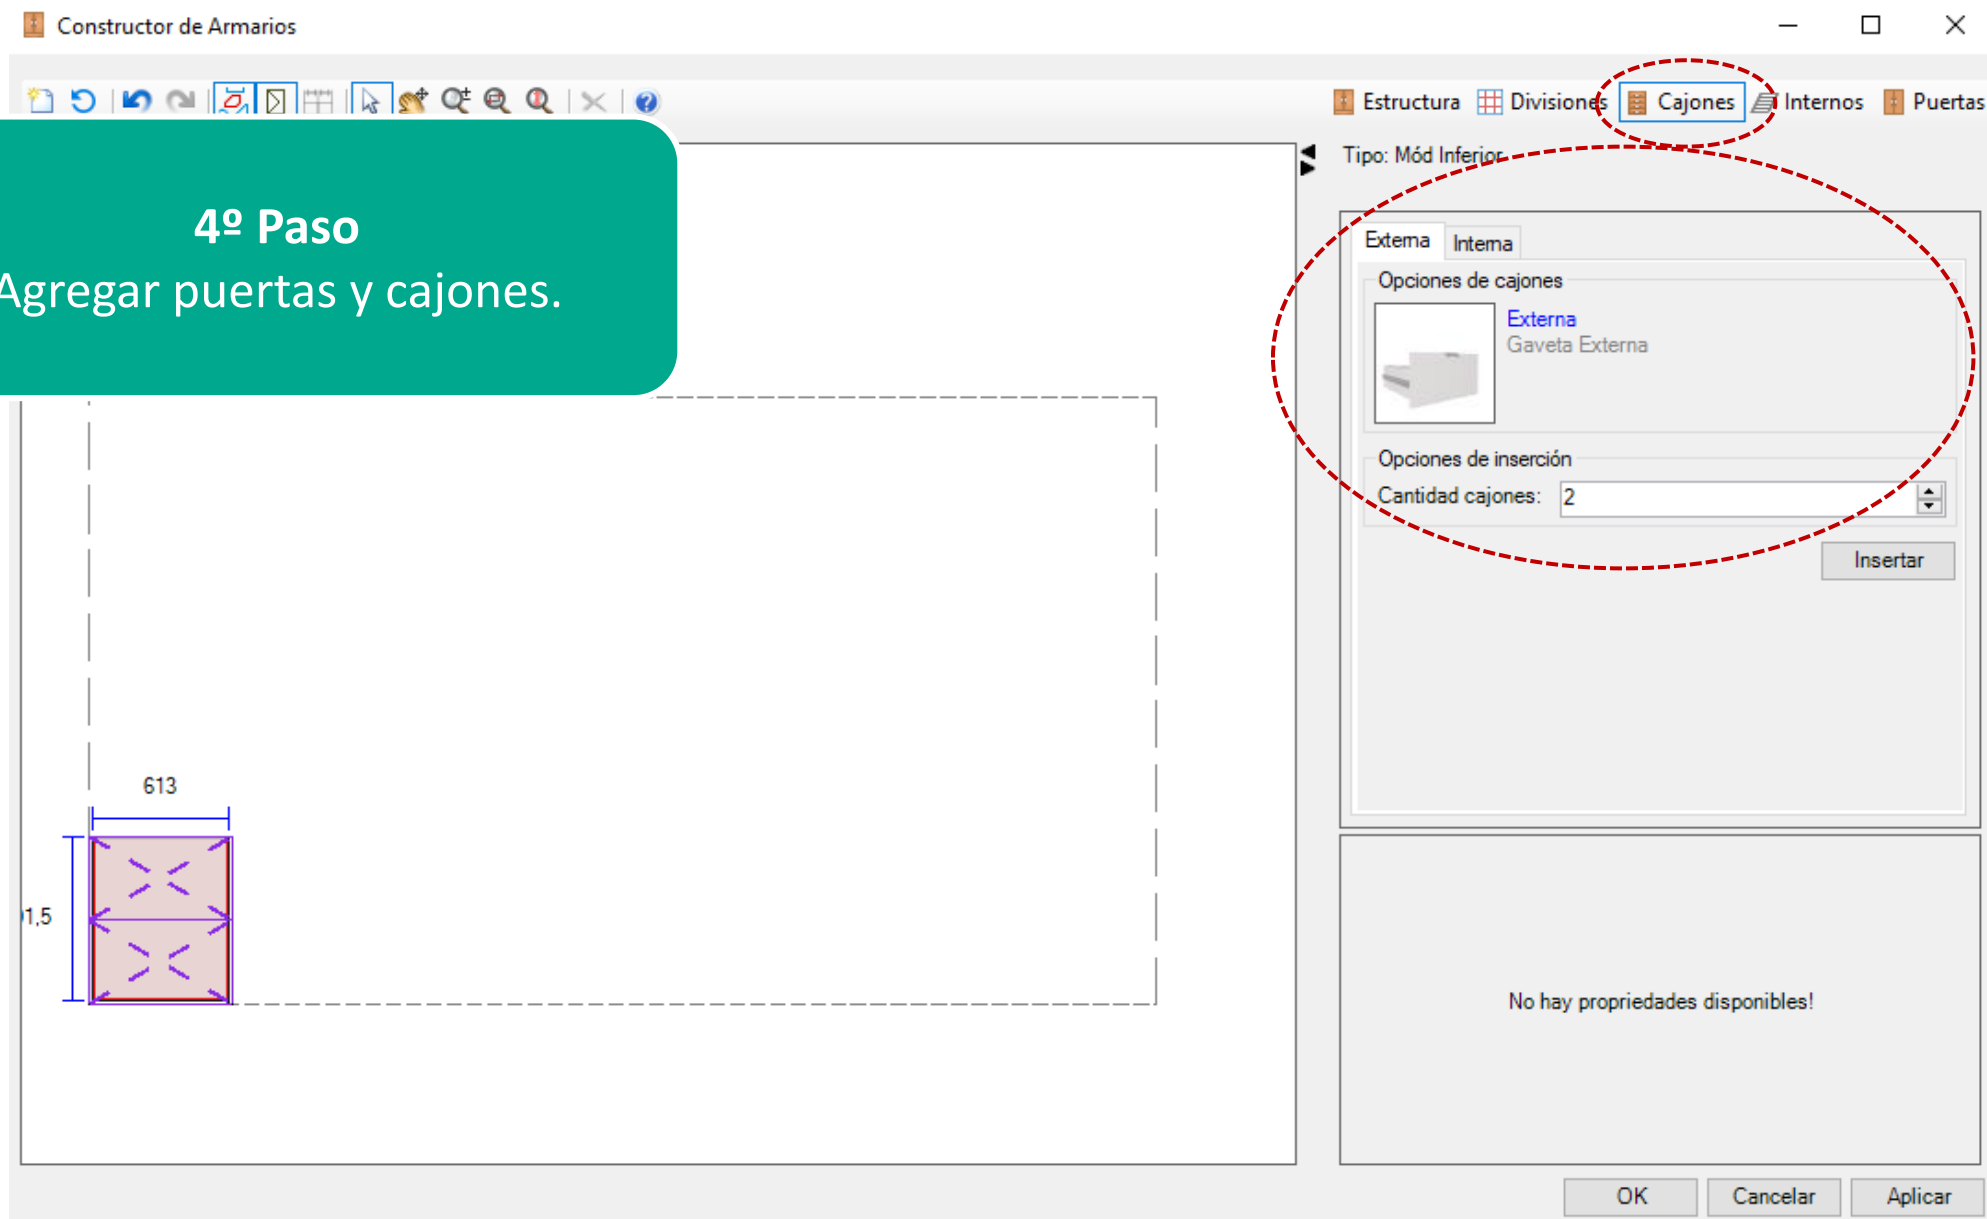 Constructor de Armarios
Estructura Divisiones Cajones Internos Puertas
4º Paso
Agregar puertas y cajones.
Tipo: Mód Inferior
Externa Interna
Opciones de cajones
Externa
Gaveta Externa
Opciones de inserción
Cantidad cajones: 2
Insertar
613
1,5
No hay propriedades disponibles!
OK Cancelar Aplicar